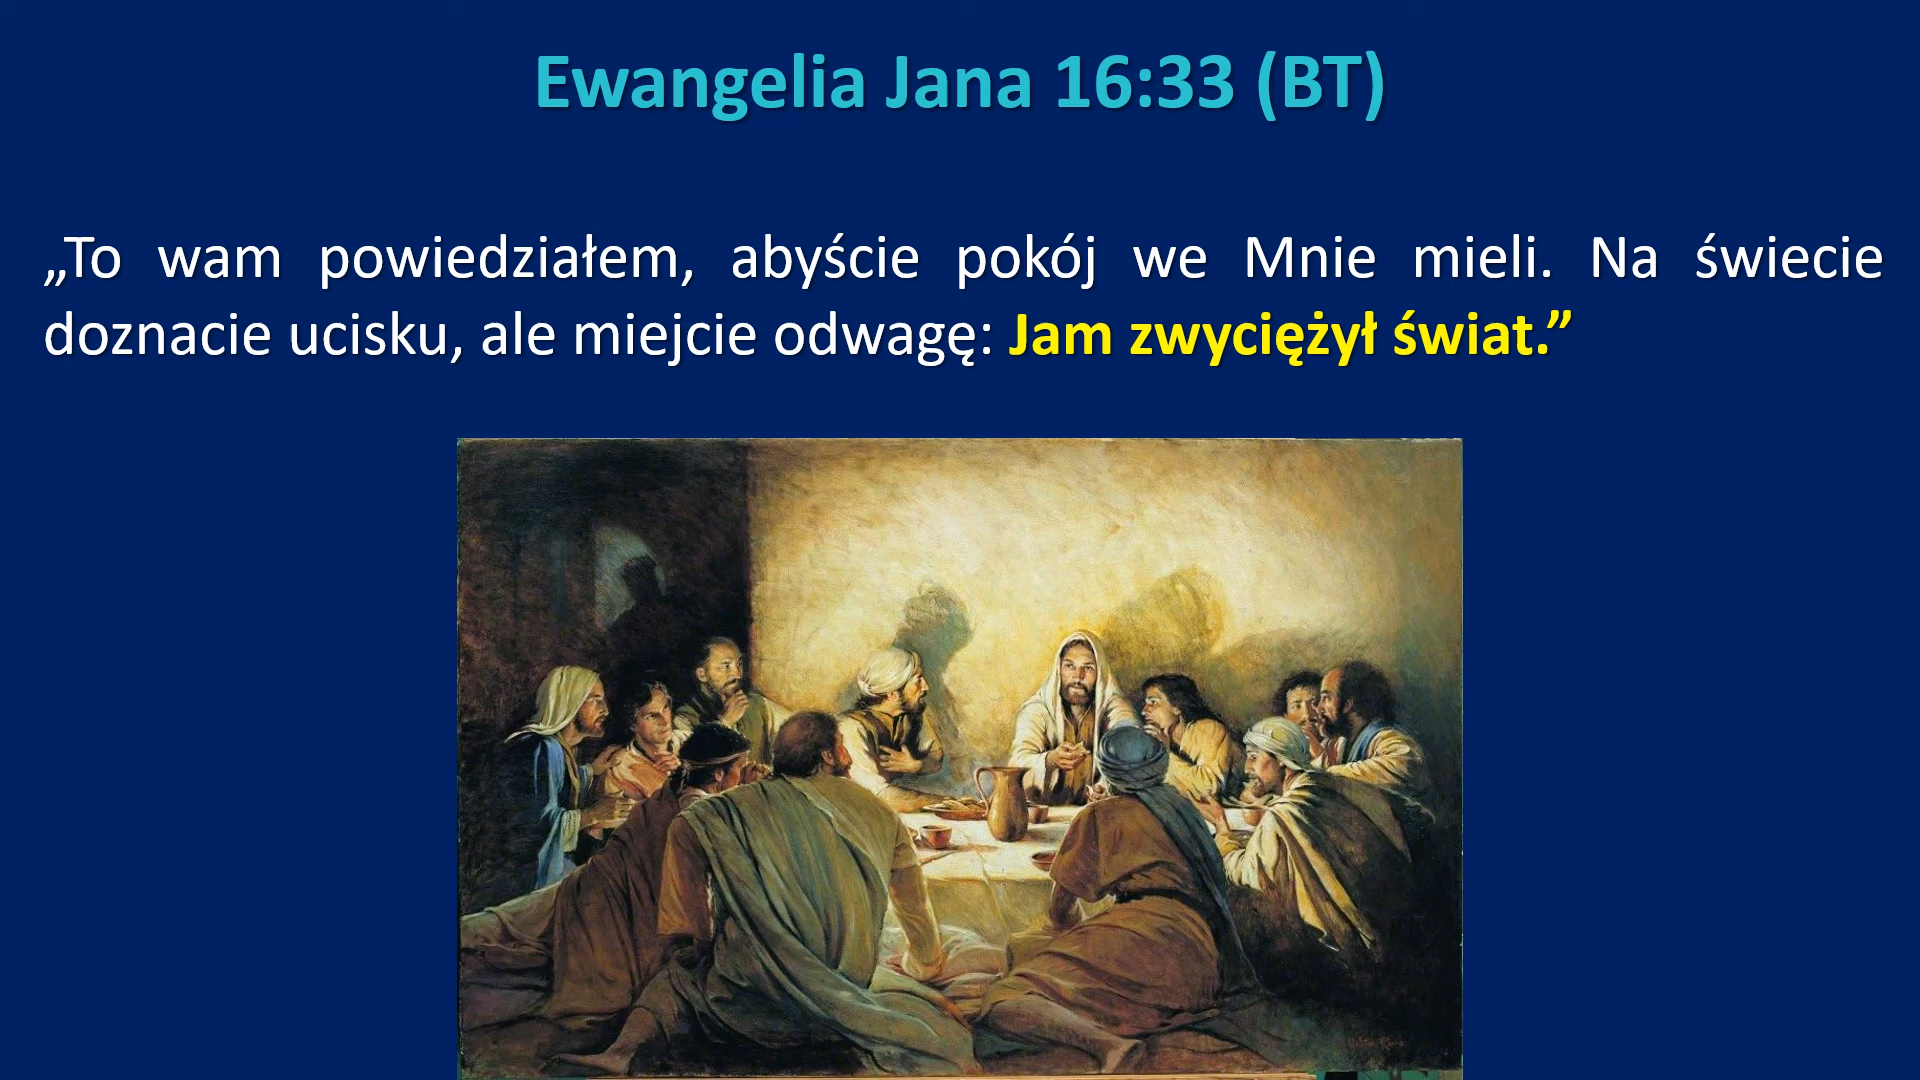 Ewangelia Jana 16:33 (BT)
„To wam powiedziałem, abyście pokój we Mnie mieli. Na świecie
doznacie ucisku, ale miejcie odwagę: Jam zwyciężył świat.”